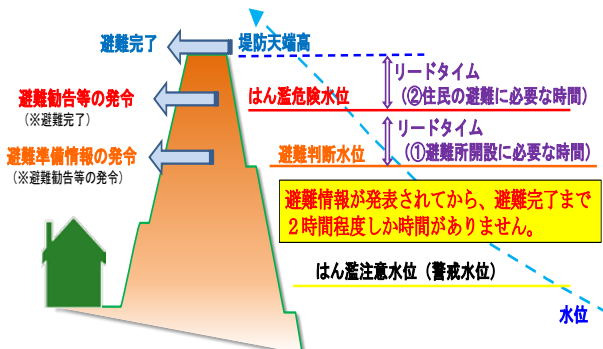 避難完了
堤防天端高
リードタイム
（②住民の避難に必要な時間）
避難勧告等の発令
（※避難完了）
はん濫危険水位
リードタイム
（①避難所開設に必要な時間）
避難準備情報の発令
（※避難勧告等の発令）
避難判断水位
避難情報が発表されてから、避難完了まで
２時間程度しか時間がありません。
はん濫注意水位（警戒水位）
水位